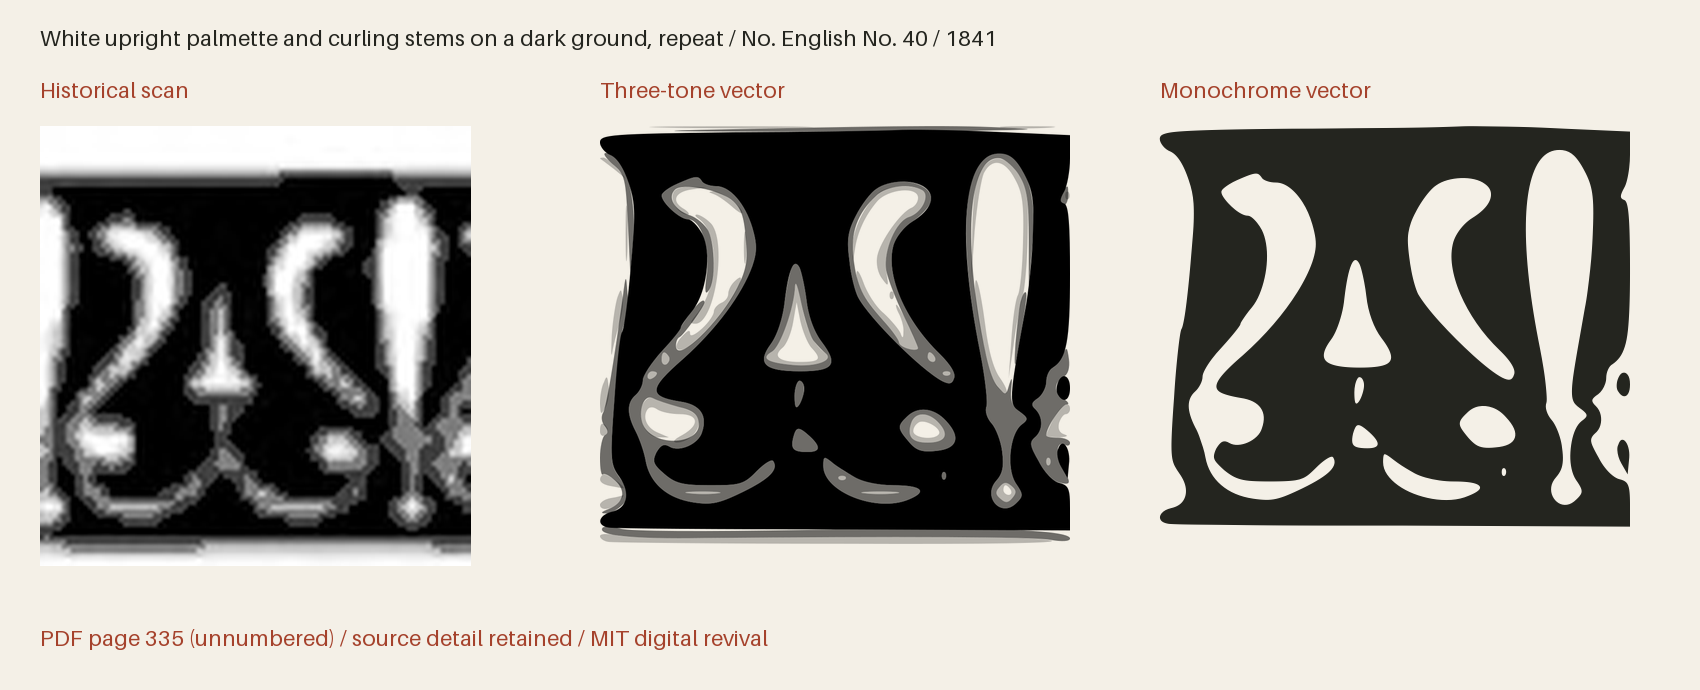 White upright palmette and curling stems on a dark ground, repeat / No. English No. 40 / 1841
Historical scan
Three-tone vector
Monochrome vector
PDF page 335 (unnumbered) / source detail retained / MIT digital revival